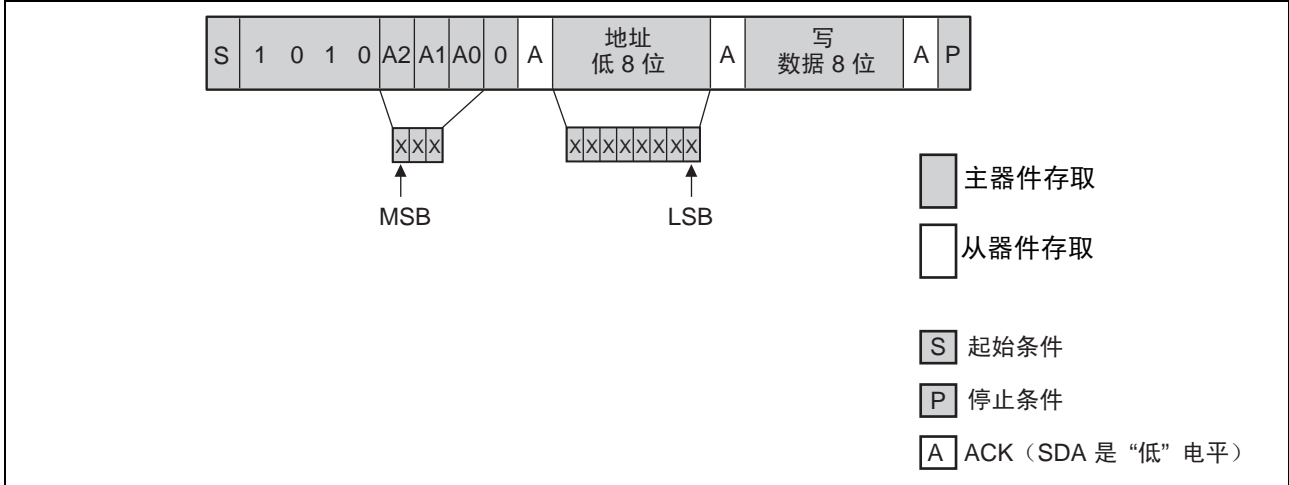 S 1 0 1 0 A2 A1 A0 0 A 地址 A 写 A P
低 8 位 数据 8 位
X X X X X X X X X X X
MSB LSB
主器件存取
从器件存取
S 起始条件
P 停止条件
A ACK（SDA 是 “低” 电平）